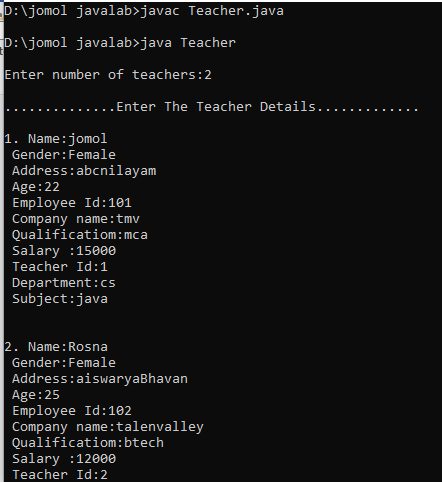 D:\jomol javalab>javac Teacher.java
D:\jomol javalab>java Teacher
Enter number of teachers:2
..............Enter The Teacher Details.............
1. Name:jomol
Gender:Female
Address:abcnilayam
Age:22
Employee Id:101
Company name:tmv
Qualificatiom:mca
Salary :15000
Teacher Id:1
Department:cs
Subject:java
2. Name:Rosna
Gender:Female
Address:aiswaryaBhavan
Age:25
Employee Id:102
Company name:talenvalley
Qualificatiom:btech
Salary :12000
Teacher Id:2